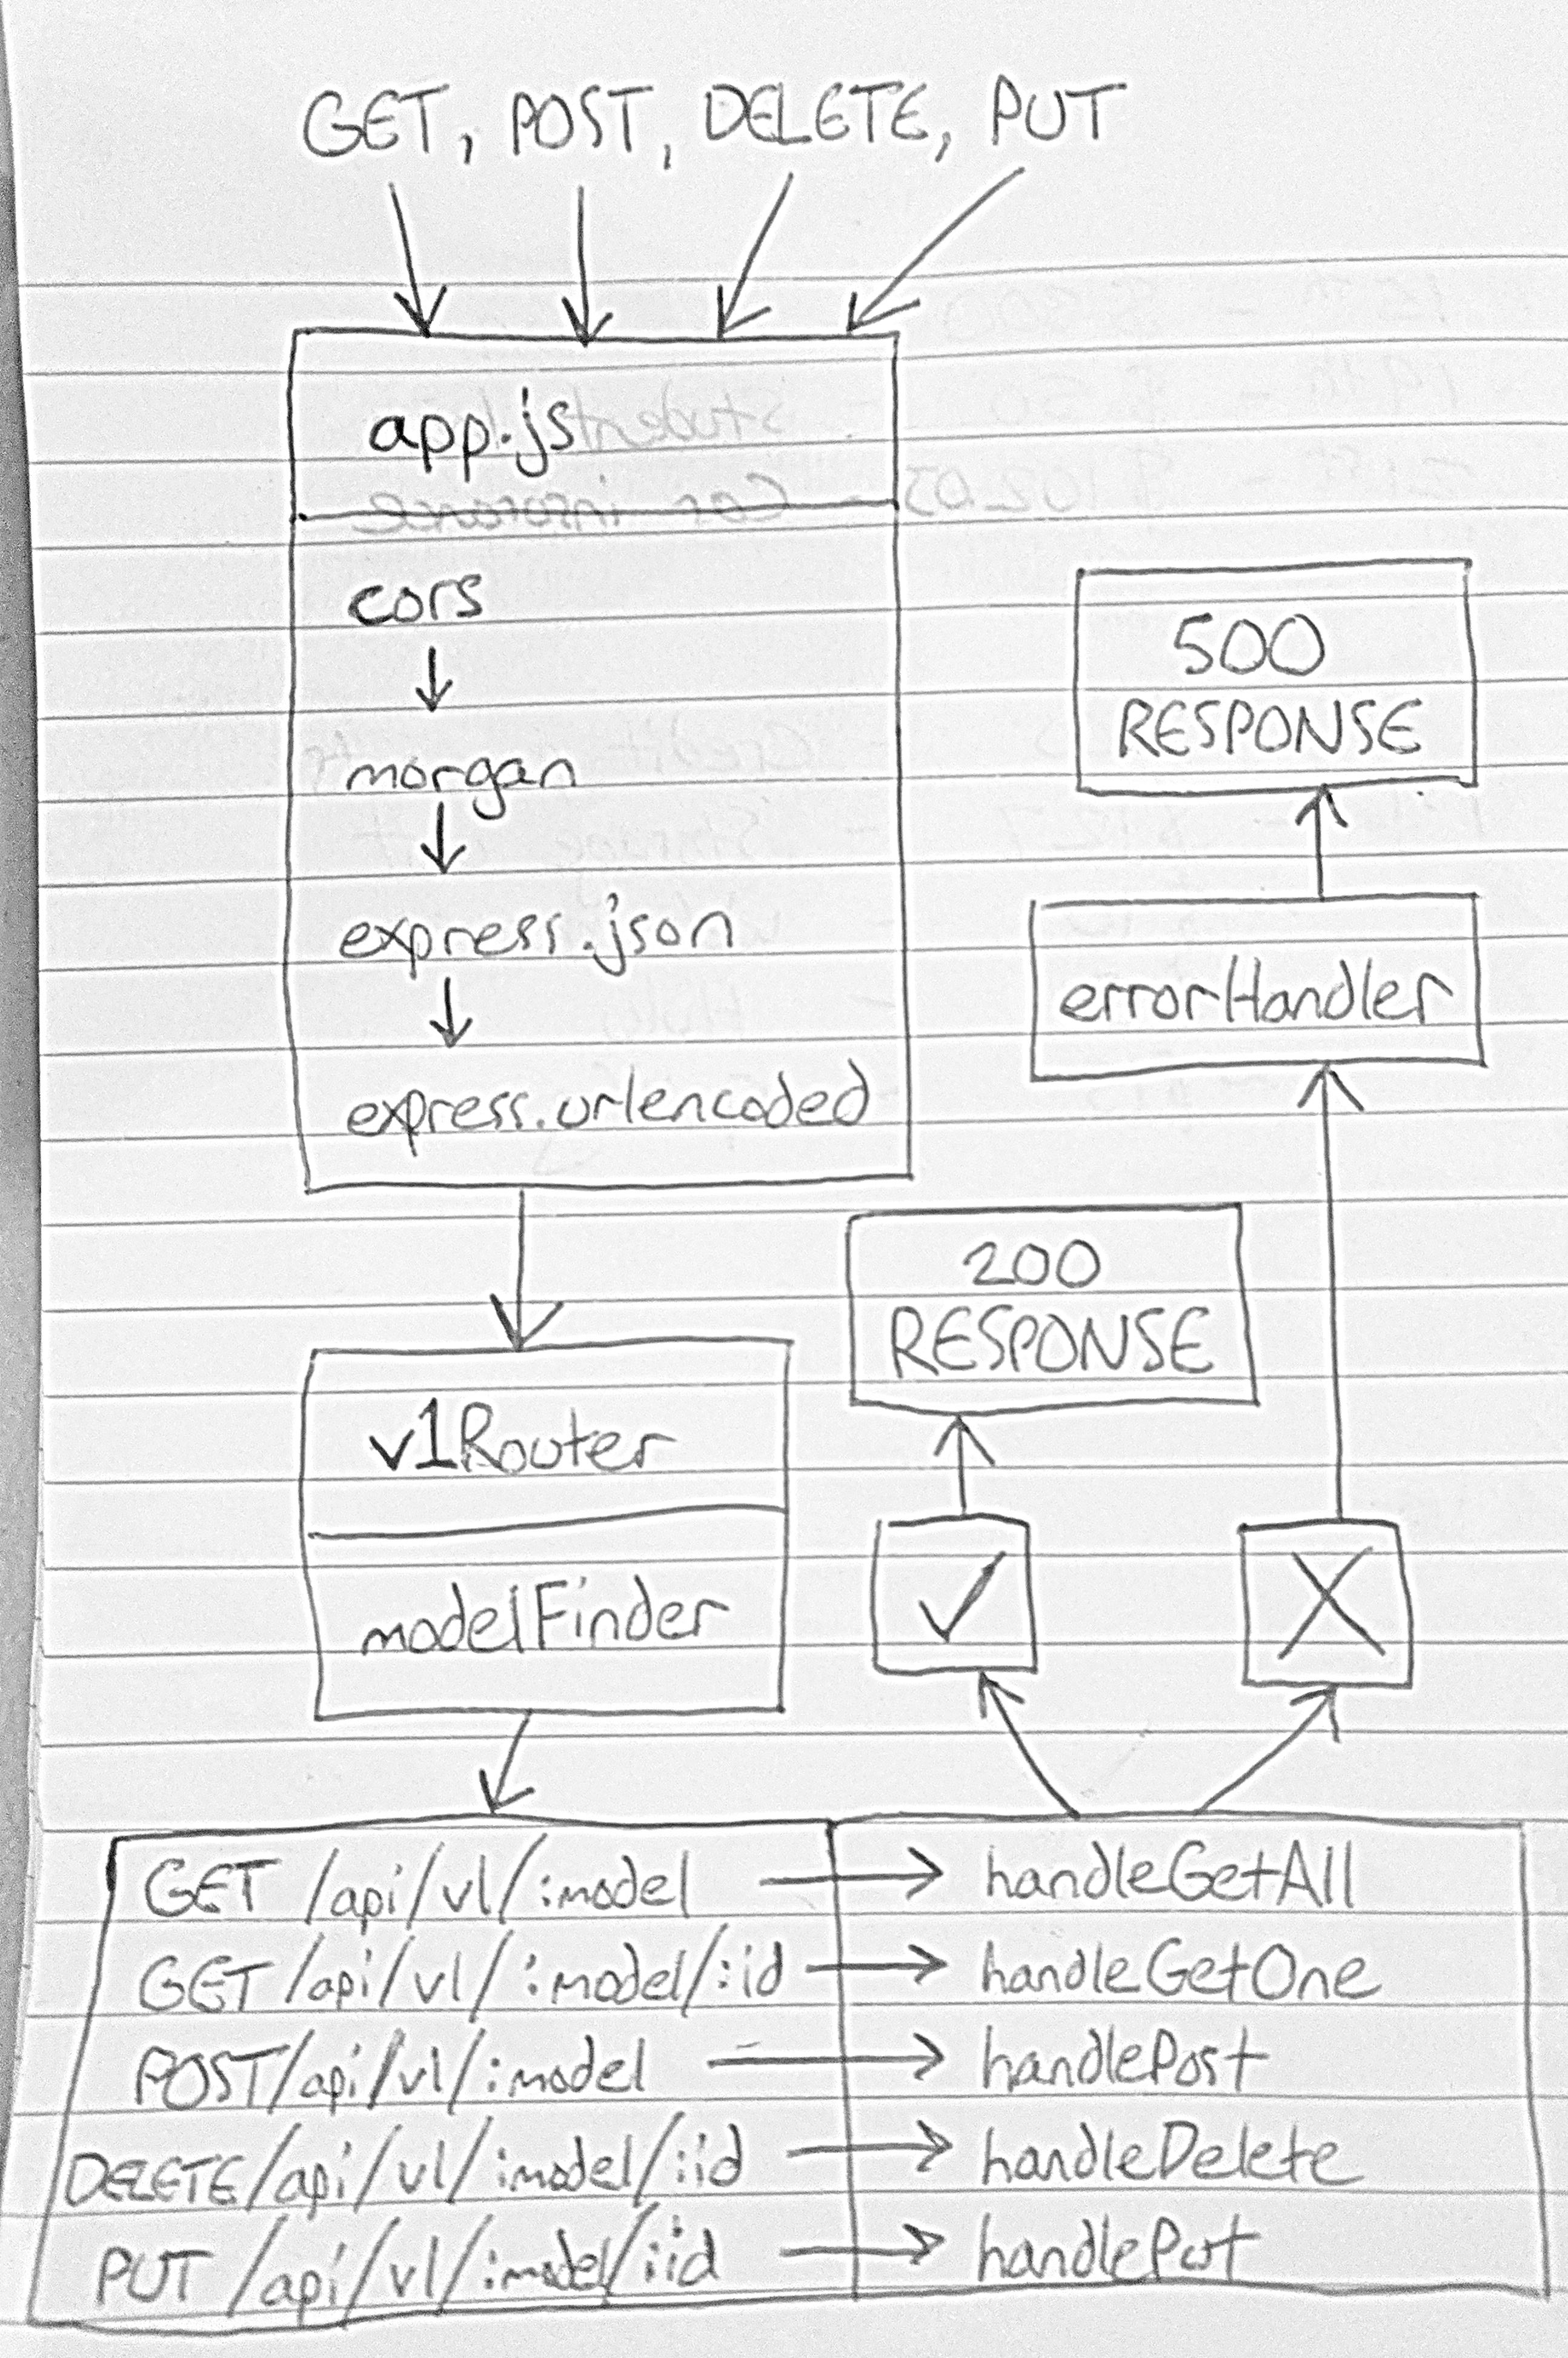 GET, POST, DELETE, PUT
app.js
cors
morgan
express.json
express.urlencoded
500
RESPONSE
errorHandler
200
RESPONSE
v1Router
modelFinder
GET /api/v1/:model → handleGetAll
GET /api/v1/:model/:id → handleGetOne
POST/api/v1/:model → handlePost
DELETE/api/v1/:model/:id → handleDelete
PUT /api/v1/:model/:id → handlePut